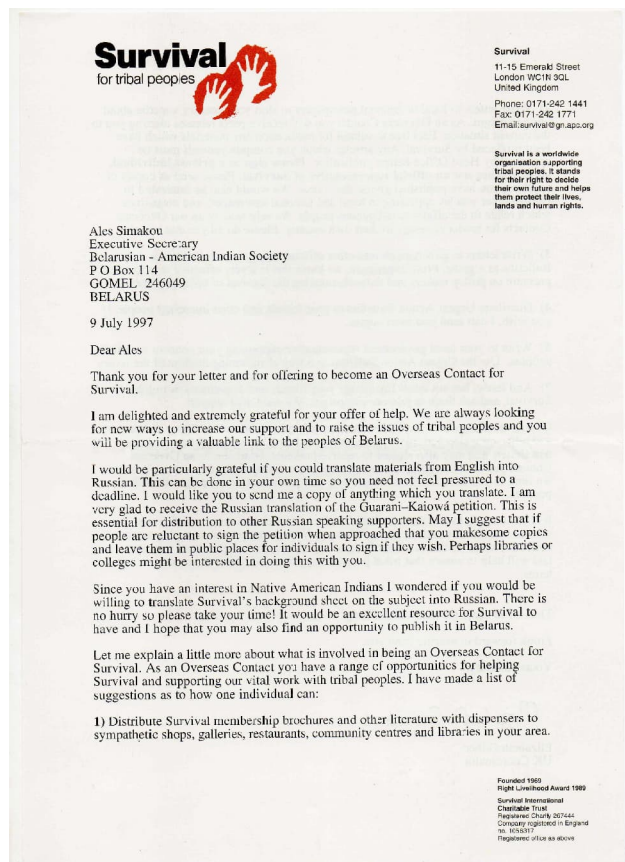 Survival
for tribal peoples
Survival
11-15 Emerald Street
London WC1N 3QL
United Kingdom
Phone: 0171-242 1441
Fax: 0171-242 1771
Email:survival@gn.apc.org
Survival is a worldwide
organisation supporting
tribal peoples. It stands
for their right to decide
their own future and helps
them protect their lives,
lands and human rights.
Ales Simakou
Executive Secretary
Belarusian - American Indian Society
P O Box 114
GOMEL 246049
BELARUS
9 July 1997
Dear Ales
Thank you for your letter and for offering to become an Overseas Contact for
Survival.
I am delighted and extremely grateful for your offer of help. We are always looking
for new ways to increase our support and to raise the issues of tribal peoples and you
will be providing a valuable link to the peoples of Belarus.
I would be particularly grateful if you could translate materials from English into
Russian. This can be done in your own time so you need not feel pressured to a
deadline. I would like you to send me a copy of anything which you translate. I am
very glad to receive the Russian translation of the Guarani–Kaiowá petition. This is
essential for distribution to other Russian speaking supporters. May I suggest that if
people are reluctant to sign the petition when approached that you makesome copies
and leave them in public places for individuals to sign if they wish. Perhaps libraries or
colleges might be interested in doing this with you.
Since you have an interest in Native American Indians I wondered if you would be
willing to translate Survival's background sheet on the subject into Russian. There is
no hurry so please take your time! It would be an excellent resource for Survival to
have and I hope that you may also find an opportunity to publish it in Belarus.
Let me explain a little more about what is involved in being an Overseas Contact for
Survival. As an Overseas Contact you have a range of opportunities for helping
Survival and supporting our vital work with tribal peoples. I have made a list of
suggestions as to how one individual can:
1) Distribute Survival membership brochures and other literature with dispensers to
sympathetic shops, galleries, restaurants, community centres and libraries in your area.
Founded 1969
Right Livelihood Award 1989
Survival International
Charitable Trust
Registered Charity 267444
Company registered in England
no. 1056317
Registered office as above